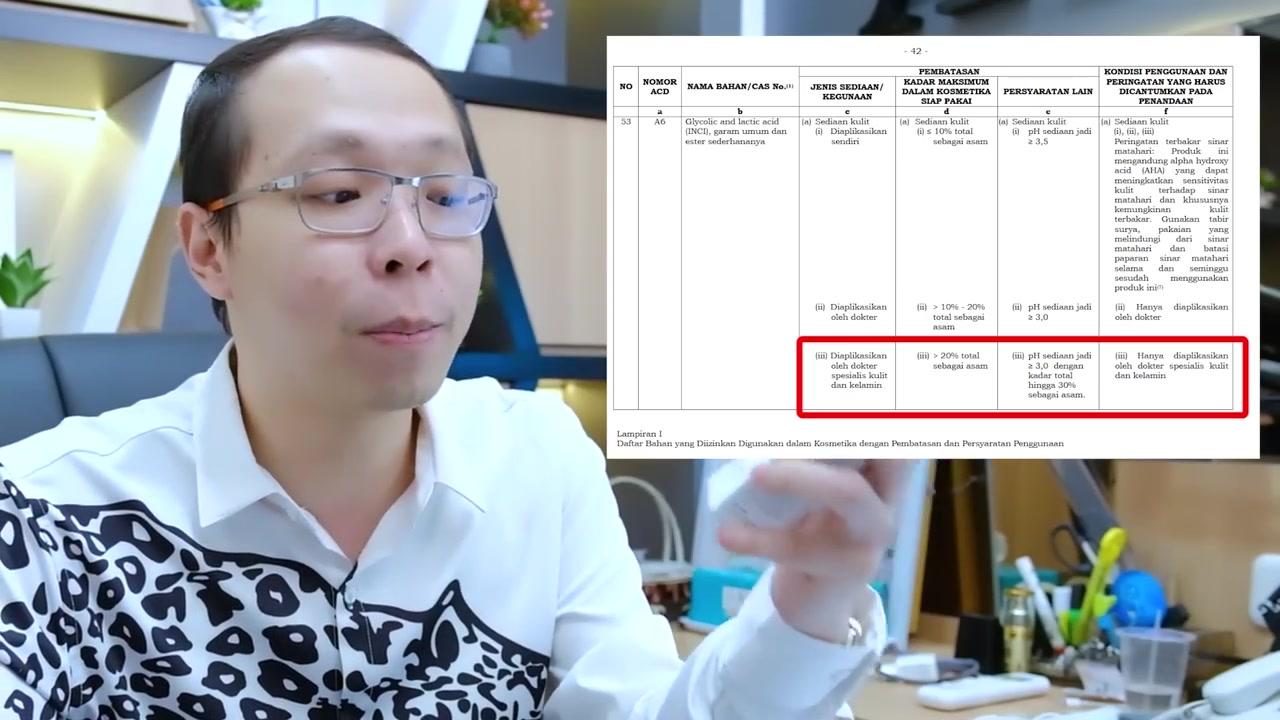 - 42 -
PEMBATASAN
NO
NOMOR ACD
NAMA BAHAN/CAS No.(1)
JENIS SEDIAAN/
KEGUNAAN
KADAR MAKSIMUM
DALAM KOSMETIKA
SIAP PAKAI
PERSYARATAN LAIN
KONDISI PENGGUNAAN DAN
PERINGATAN YANG HARUS
DICANTUMKAN PADA
PENANDAAN
a
b
c
d
e
f
53
A6
Glycolic and lactic acid
(INCI), garam umum dan
ester sederhananya
(a) Sediaan kulit
(i) Diaplikasikan
sendiri
(a) Sediaan kulit
(i) ≤ 10% total
sebagai asam
(a) Sediaan kulit
(i) pH sediaan jadi
≥ 3,5
(a) Sediaan kulit
(i), (ii), (iii)
Peringatan terbakar sinar
matahari: Produk ini
mengandung alpha hydroxy
acid (AHA) yang dapat
meningkatkan sensitivitas
kulit terhadap sinar
matahari dan khususnya
kemungkinan kulit
terbakar. Gunakan tabir
surya, pakaian yang
melindungi dari sinar
matahari dan batasi
paparan sinar matahari
selama dan seminggu
sesudah menggunakan
produk ini(7)
(ii) Diaplikasikan
oleh dokter
(ii) > 10% - 20%
total sebagai
asam
(ii) pH sediaan jadi
≥ 3,0
(ii) Hanya diaplikasikan
oleh dokter
(iii) Diaplikasikan
oleh dokter
spesialis kulit
dan kelamin
(iii) > 20% total
sebagai asam
(iii) pH sediaan jadi
≥ 3,0 dengan
kadar total
hingga 30%
sebagai asam.
(iii) Hanya diaplikasikan
oleh dokter spesialis kulit
dan kelamin
Lampiran I
Daftar Bahan yang Diizinkan Digunakan dalam Kosmetika dengan Pembatasan dan Persyaratan Penggunaan